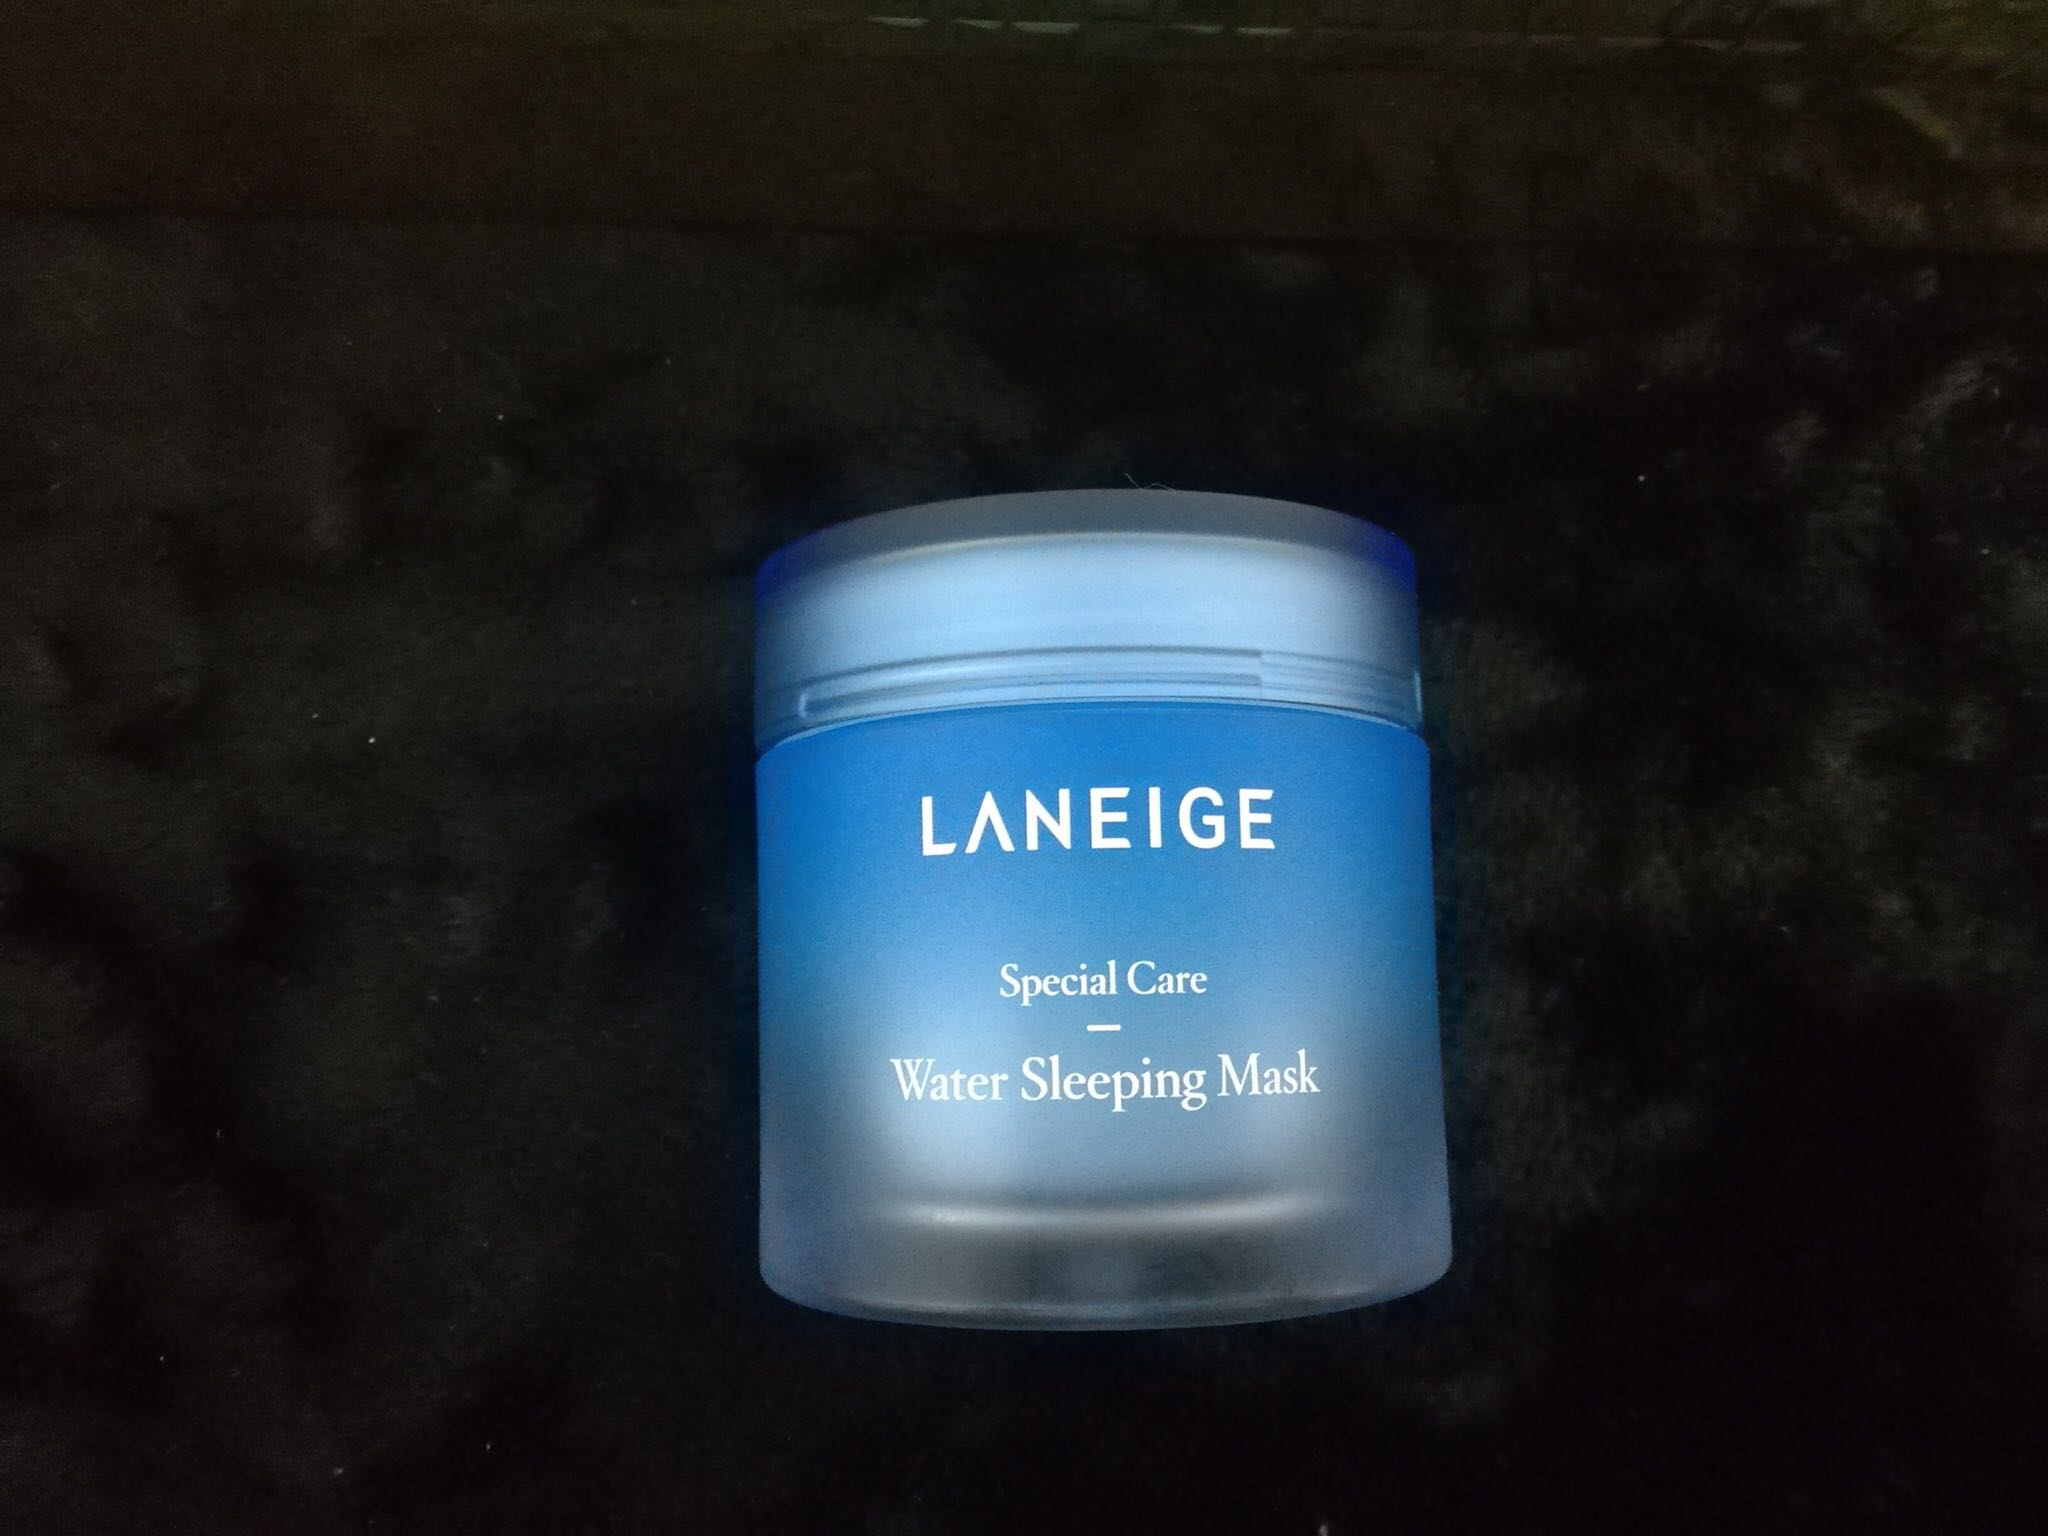 LANEIGE
Special Care
Water Sleeping Mask